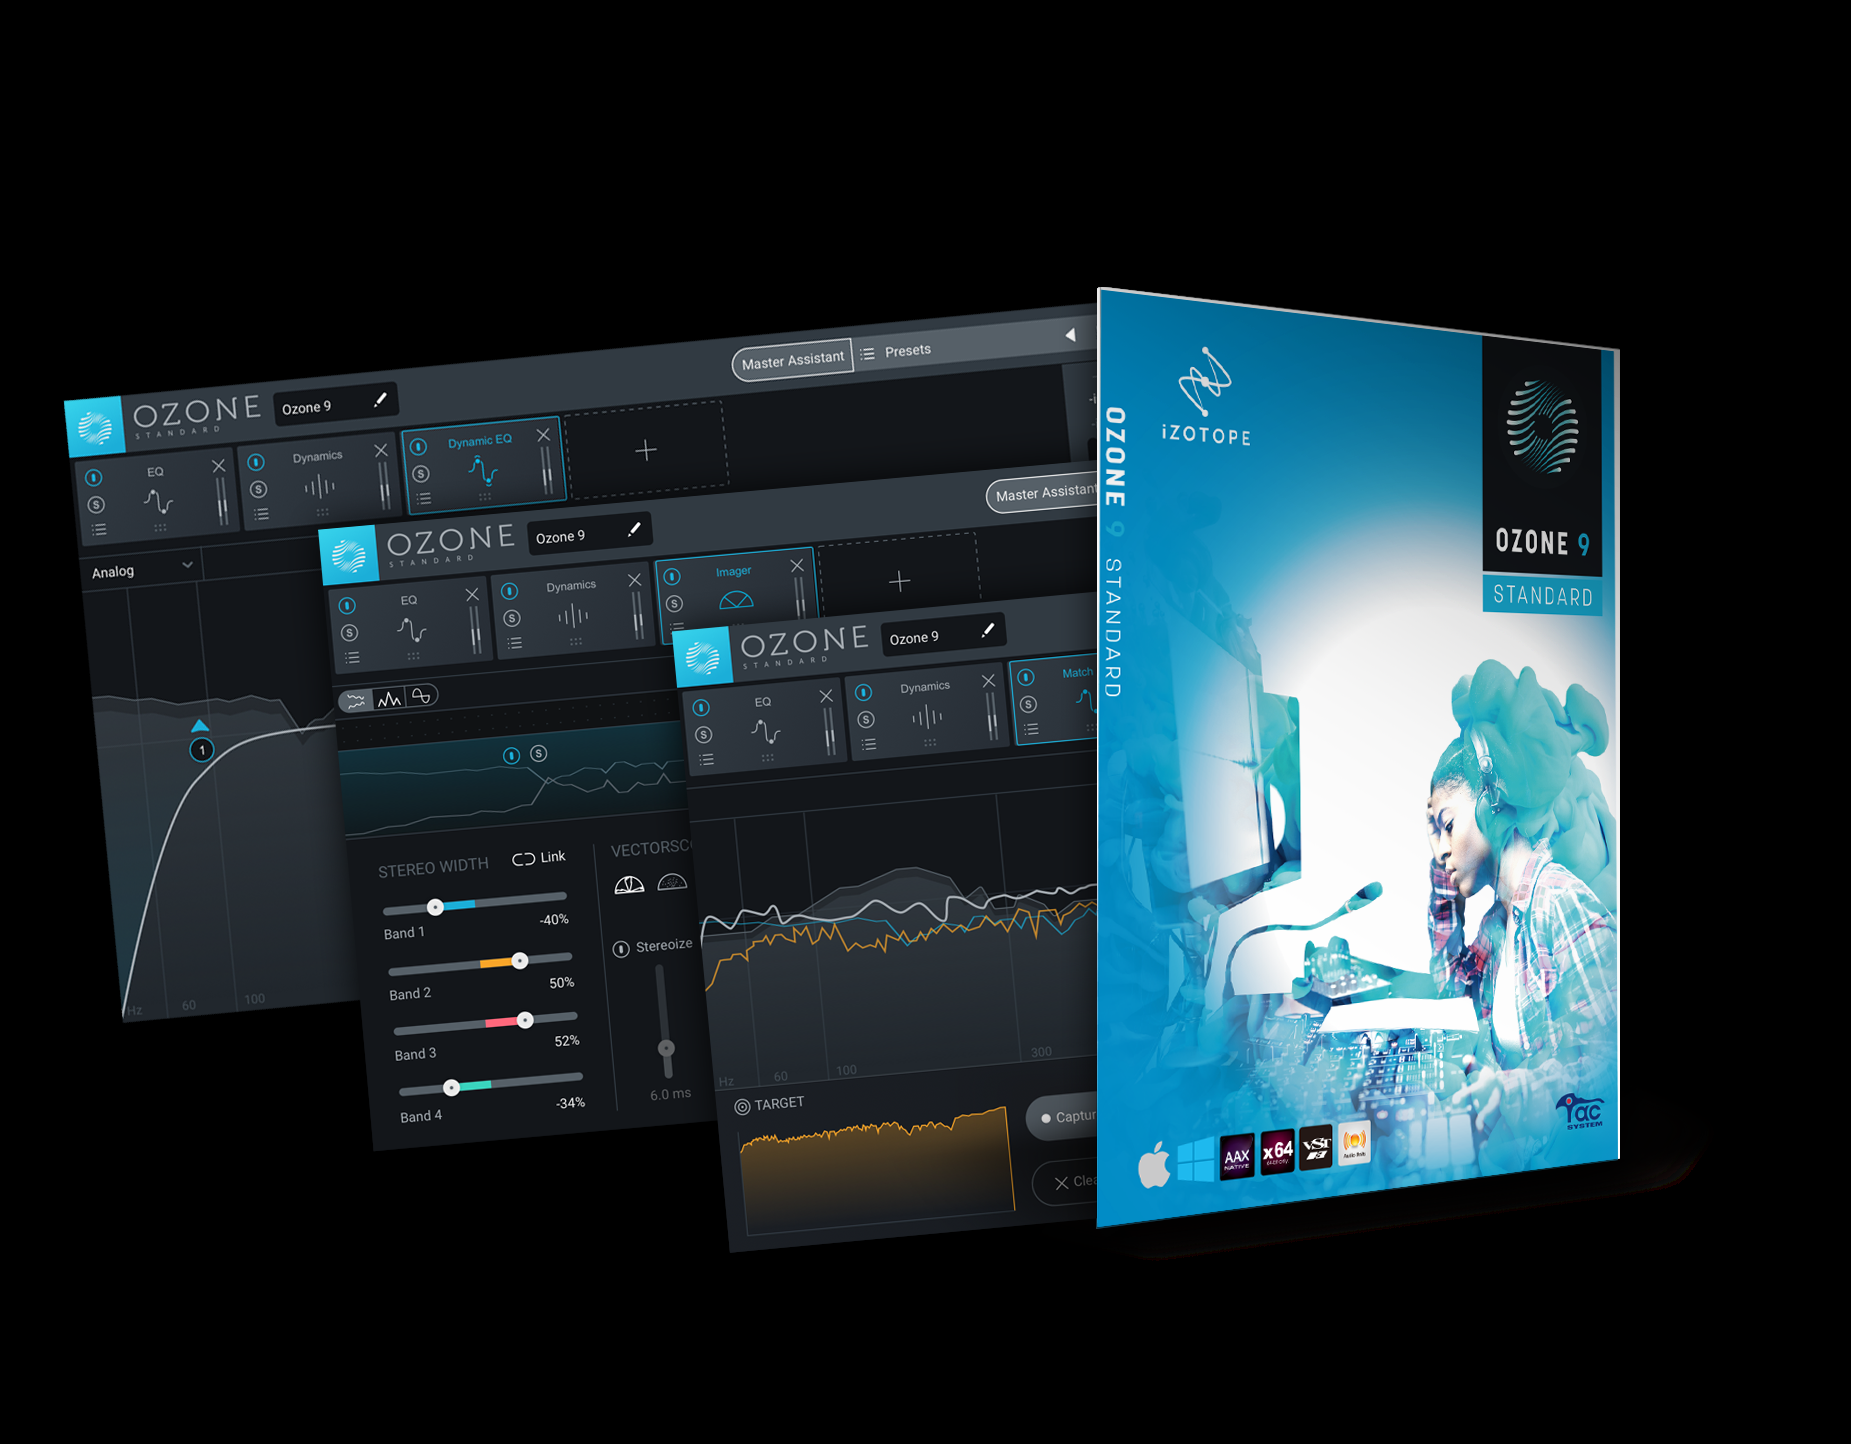 Master Assistant
Presets
OZONE
STANDARD
Ozone 9
EQ
S
Dynamics
S
Dynamic EQ
S
Analog
1
Hz
60
100
Master Assistant
OZONE
STANDARD
Ozone 9
EQ
S
Dynamics
S
Imager
S
S
STEREO WIDTH
Link
-40%
Band 1
50%
Band 2
52%
Band 3
-34%
Band 4
VECTORSC
Stereoize
6.0 ms
OZONE
STANDARD
Ozone 9
EQ
S
Dynamics
S
Match
S
Hz
60
100
300
TARGET
Captur
Clea
OZONE 9 STANDARD
iZOTOPE
OZONE 9
STANDARD
AAX
NATIVE
x64
VST
Audio Units
Tac
SYSTEM